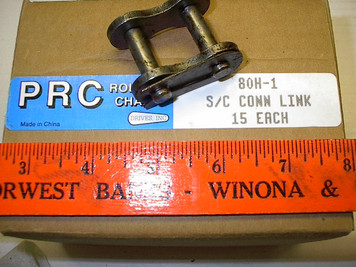 PRC
80H-1
S/C CONN LINK
15 EACH
DRIVES, INC
Made in China
3 4 5 6 7 8
ORWEST BA - WINONA &